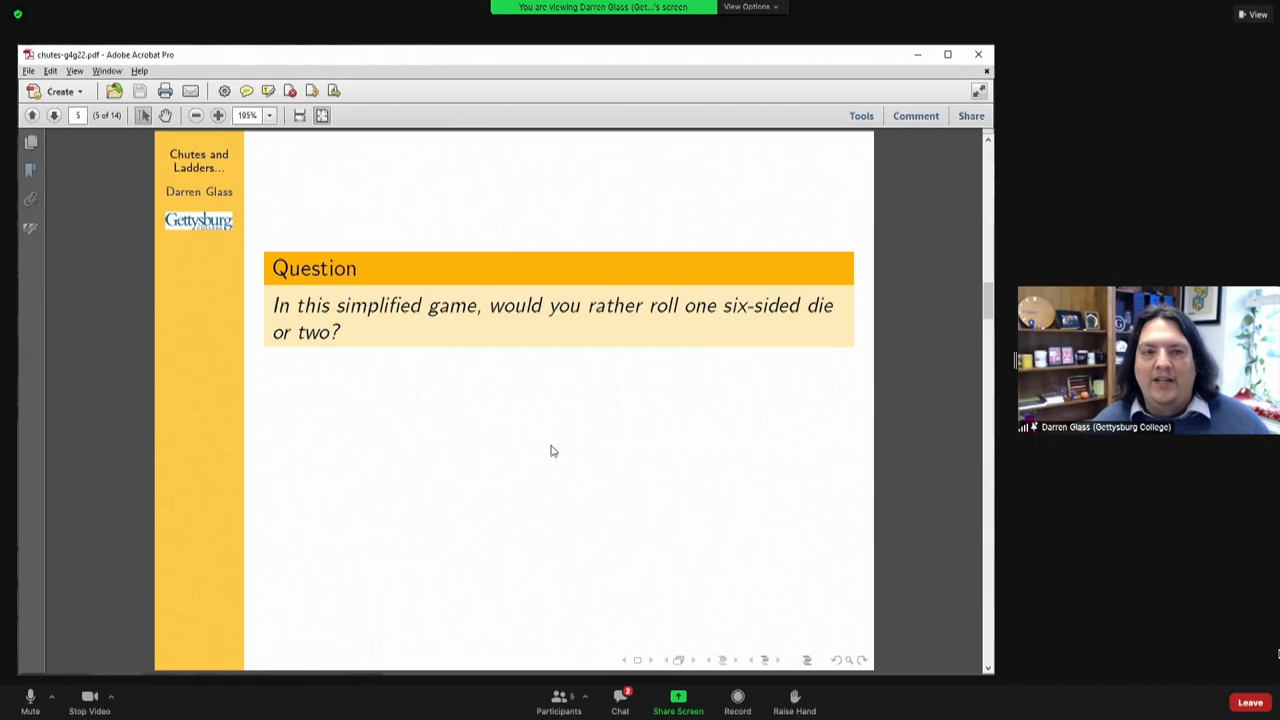 You are viewing Darren Glass (Get...'s screen
View Options
View
chutes-g4g22.pdf - Adobe Acrobat Pro
File Edit View Window Help
Create
5 (5 of 14) 195% Tools Comment Share
Chutes and
Ladders...
Darren Glass
Gettysburg
COLLEGE
Question
In this simplified game, would you rather roll one six-sided die
or two?
Darren Glass (Gettysburg College)
Mute
Stop Video
5
Participants
2
Chat
Share Screen
Record
Raise Hand
Leave